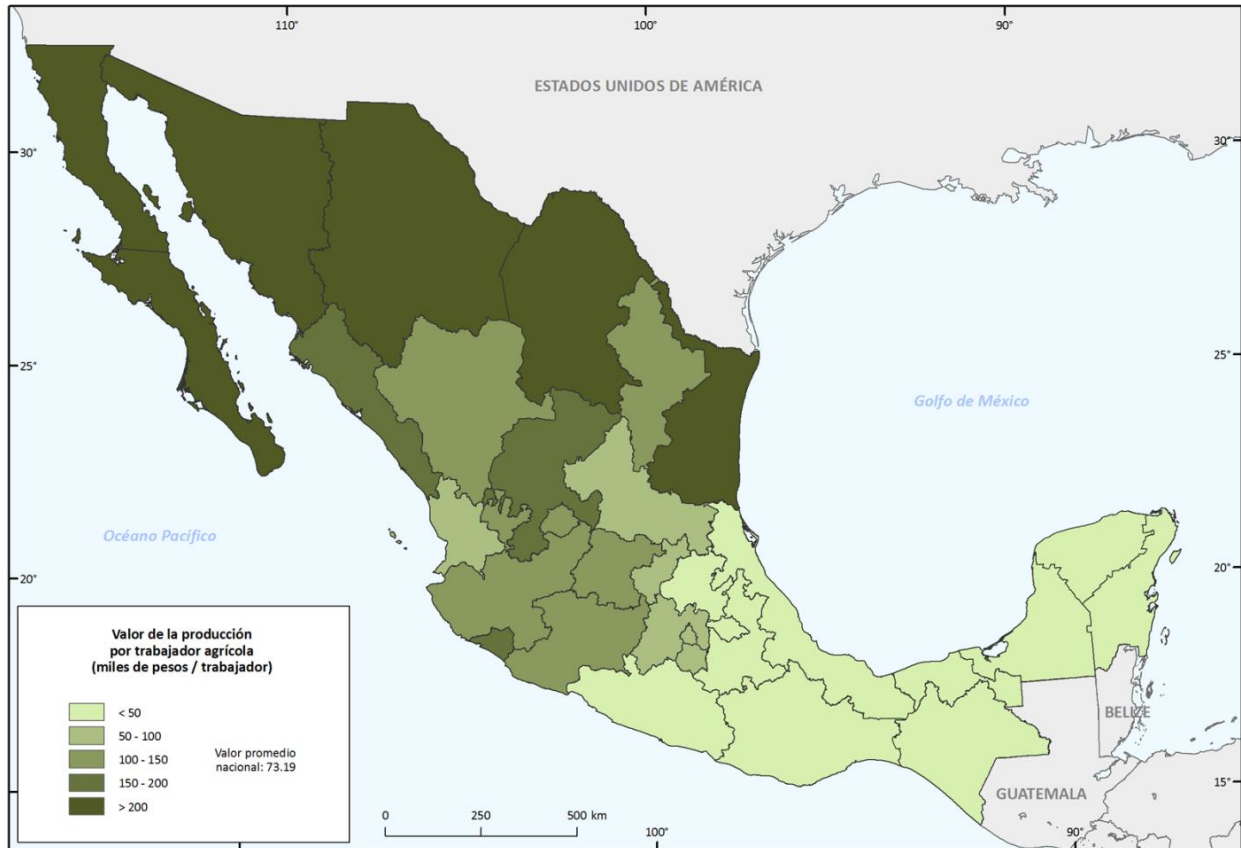 110°
100°
90°
ESTADOS UNIDOS DE AMÉRICA
30°
30°
25°
25°
Golfo de México
Océano Pacífico
20°
20°
Valor de la producción
por trabajador agrícola
(miles de pesos / trabajador)
< 50
50 - 100
100 - 150
150 - 200
> 200
Valor promedio
nacional: 73.19
BELIZE
GUATEMALA
15°
0 250 500 km
100°
90°